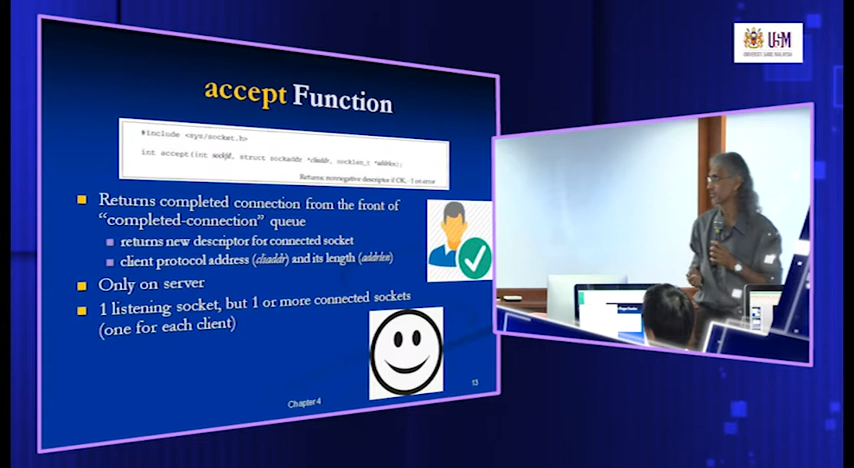 USM
UNIVERSITI SAINS MALAYSIA
accept Function
#include <sys/socket.h>
int accept(int sockfd, struct sockaddr *cliaddr, socklen_t *addrlen);
Returns: nonnegative descriptor if OK, -1 on error
Returns completed connection from the front of
“completed-connection” queue
returns new descriptor for connected socket
client protocol address (cliaddr) and its length (addrlen)
Only on server
1 listening socket, but 1 or more connected sockets
(one for each client)
Chapter 4
13